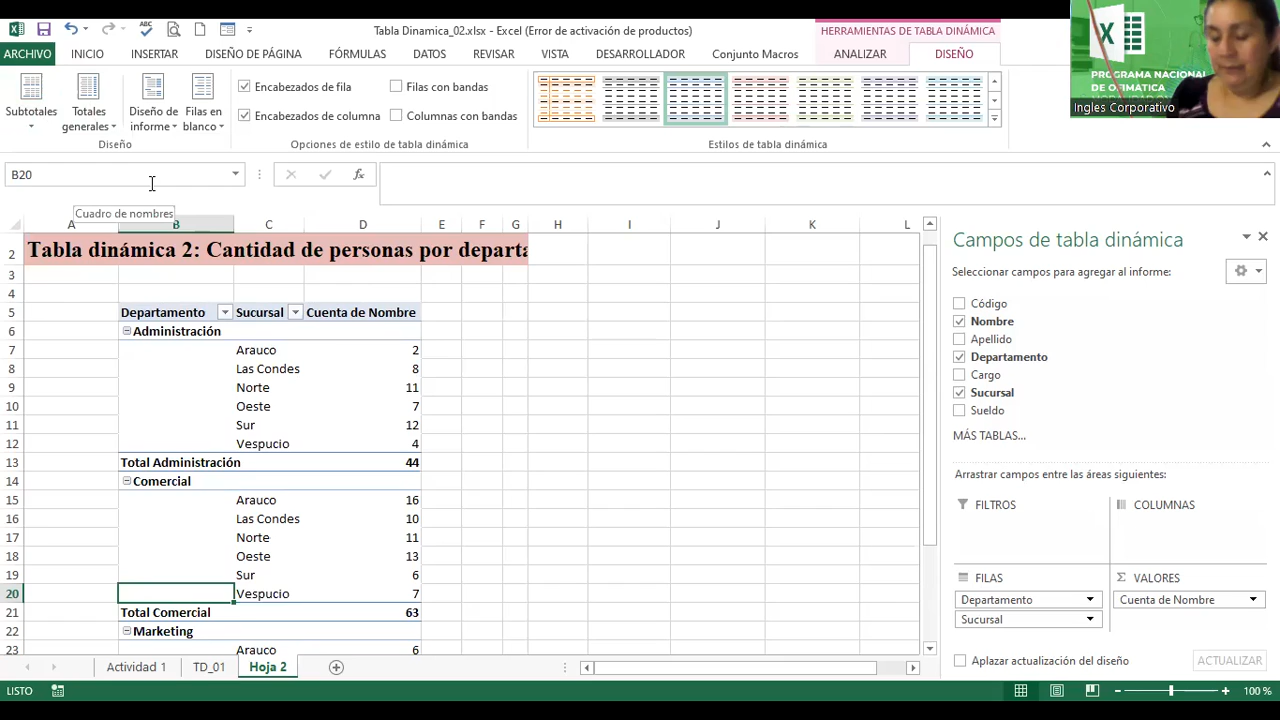 Tabla Dinamica_02.xlsx - Excel (Error de activación de productos)
HERRAMIENTAS DE TABLA DINÁMICA
ARCHIVO INICIO INSERTAR DISEÑO DE PÁGINA FÓRMULAS DATOS REVISAR VISTA DESARROLLADOR Conjunto Macros ANALIZAR DISEÑO
PROGRAMA NACIONAL
DE OFIMATICA
Ingles Corporativo
Subtotales
Totales generales
Diseño de informe
Filas en blanco
Encabezados de fila
Filas con bandas
Encabezados de columna
Columnas con bandas
Diseño
Opciones de estilo de tabla dinámica
Estilos de tabla dinámica
B20
fx
Cuadro de nombres
A B C D E F G H I J K L
2 Tabla dinámica 2: Cantidad de personas por departa
3
4
5 Departamento Sucursal Cuenta de Nombre
6 Administración
7 Arauco 2
8 Las Condes 8
9 Norte 11
10 Oeste 7
11 Sur 12
12 Vespucio 4
13 Total Administración 44
14 Comercial
15 Arauco 16
16 Las Condes 10
17 Norte 11
18 Oeste 13
19 Sur 6
20 Vespucio 7
21 Total Comercial 63
22 Marketing
23 Arauco 6
Campos de tabla dinámica
Seleccionar campos para agregar al informe:
Código
Nombre
Apellido
Departamento
Cargo
Sucursal
Sueldo
MÁS TABLAS...
Arrastrar campos entre las áreas siguientes:
FILTROS
COLUMNAS
FILAS
Σ VALORES
Departamento
Cuenta de Nombre
Sucursal
Aplazar actualización del diseño
ACTUALIZAR
Actividad 1 TD_01 Hoja 2
LISTO
100 %